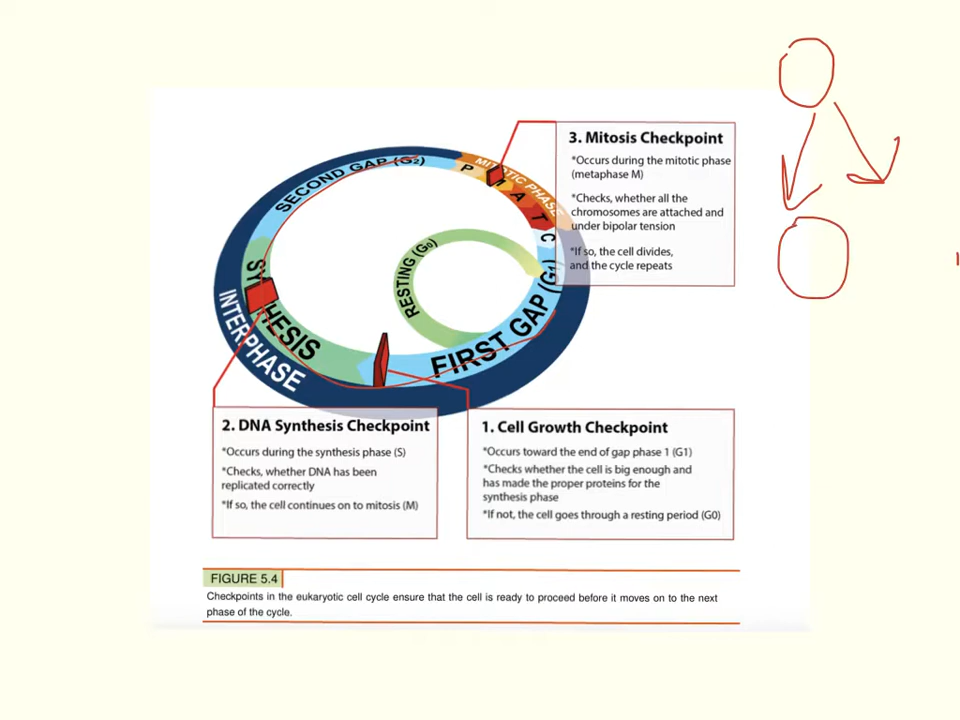 SECOND GAP (G2)
MITOTIC PHASE
P
M
A
T
C
RESTING (G0)
FIRST GAP (G1)
INTERPHASE
3. Mitosis Checkpoint
*Occurs during the mitotic phase
(metaphase M)
*Checks, whether all the
chromosomes are attached and
under bipolar tension
*If so, the cell divides,
and the cycle repeats
2. DNA Synthesis Checkpoint
*Occurs during the synthesis phase (S)
*Checks, whether DNA has been
replicated correctly
*If so, the cell continues on to mitosis (M)
1. Cell Growth Checkpoint
*Occurs toward the end of gap phase 1 (G1)
*Checks whether the cell is big enough and
has made the proper proteins for the
synthesis phase
*If not, the cell goes through a resting period (G0)
FIGURE 5.4
Checkpoints in the eukaryotic cell cycle ensure that the cell is ready to proceed before it moves on to the next
phase of the cycle.